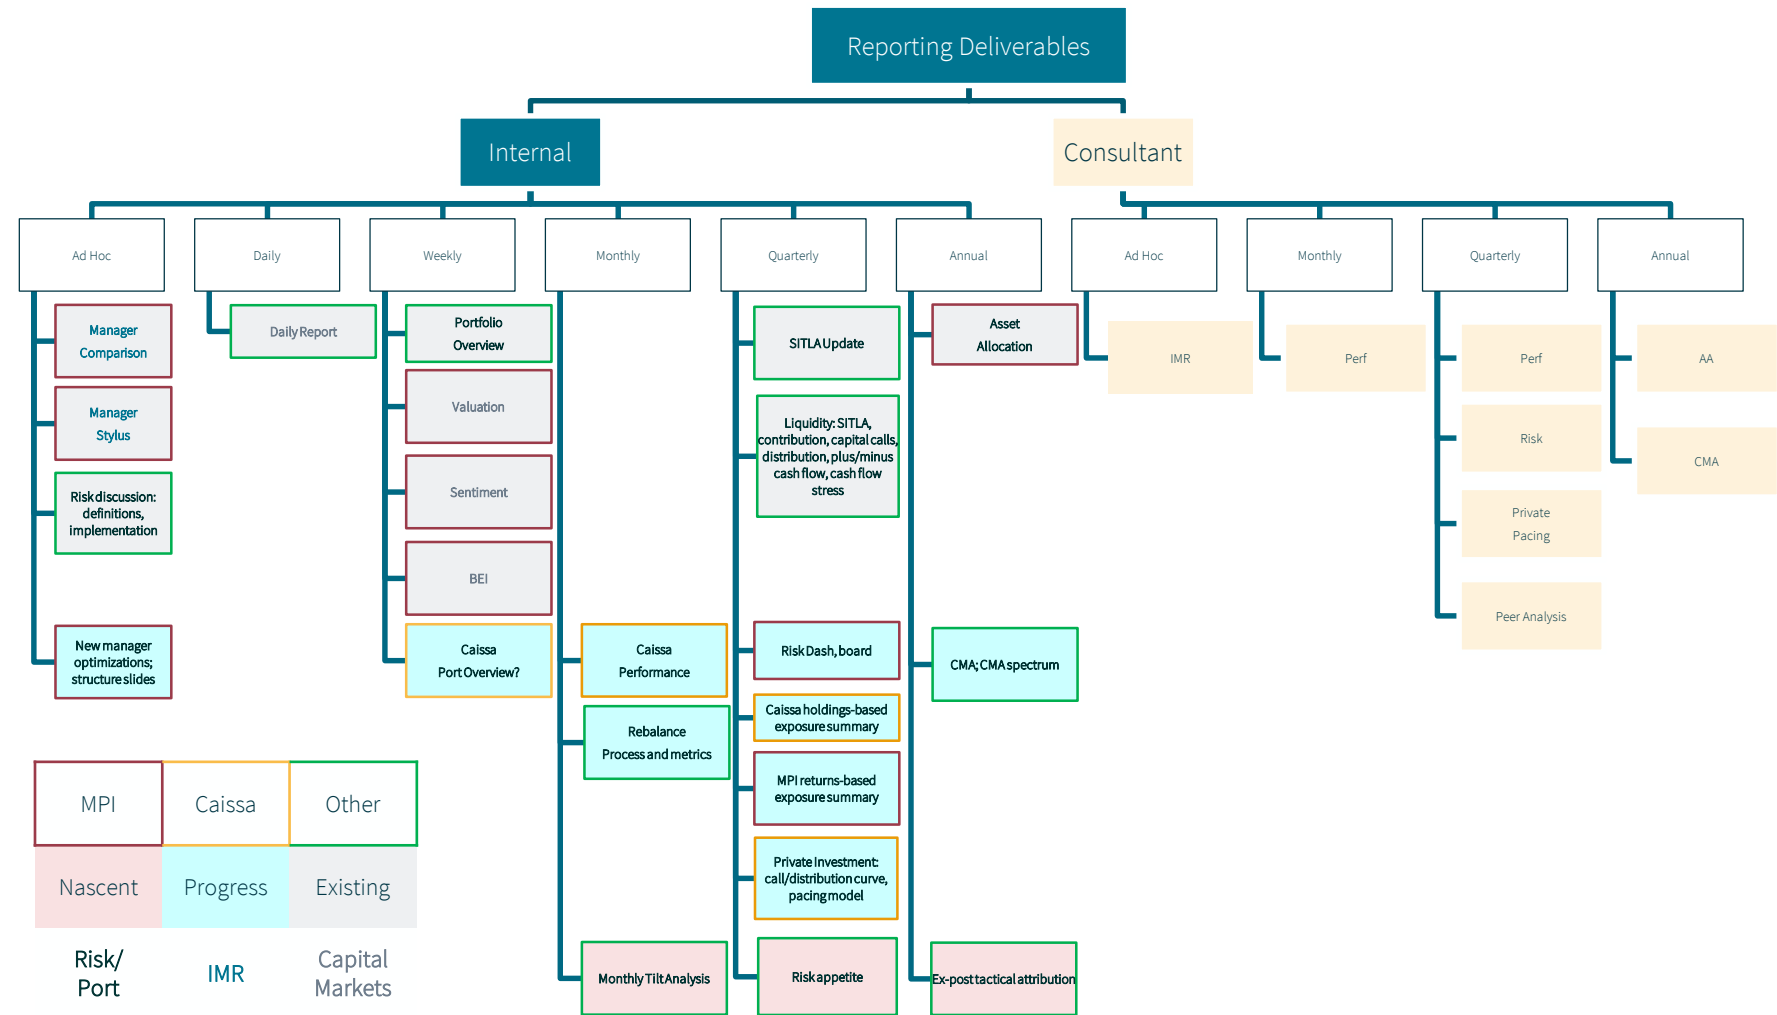 Reporting Deliverables
Internal
Consultant
Ad Hoc
Daily
Weekly
Monthly
Quarterly
Annual
Ad Hoc
Monthly
Quarterly
Annual
Manager
Comparison
Manager
Stylus
Risk discussion:
definitions,
implementation
New manager
optimizations;
structure slides
Daily Report
Portfolio
Overview
Valuation
Sentiment
BEI
Caissa
Port Overview?
Caissa
Performance
Rebalance
Process and metrics
Monthly Tilt Analysis
SITLA Update
Liquidity: SITLA,
contribution, capital calls,
distribution, plus/minus
cash flow, cash flow
stress
Risk Dash, board
Caissa holdings-based
exposure summary
MPI returns-based
exposure summary
Private Investment:
call/distribution curve,
pacing model
Risk appetite
Asset
Allocation
CMA; CMA spectrum
Ex-post tactical attribution
IMR
Perf
Perf
Risk
Private
Pacing
Peer Analysis
AA
CMA
MPI
Caissa
Other
Nascent
Progress
Existing
Risk/
Port
IMR
Capital
Markets